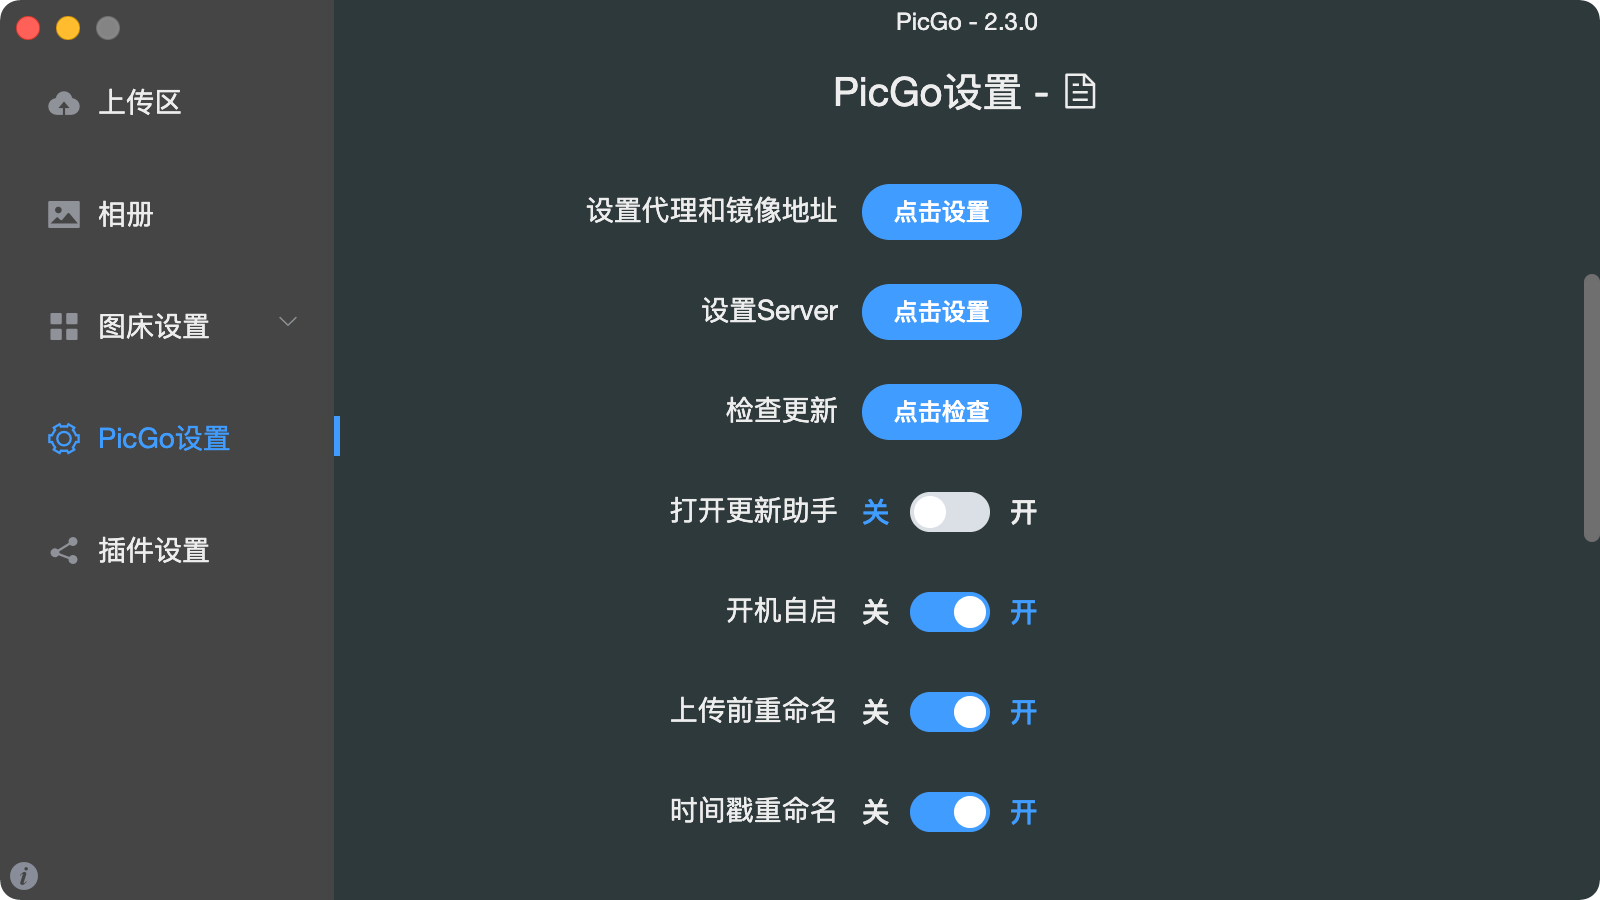 PicGo - 2.3.0
上传区
相册
图床设置
PicGo设置
插件设置
PicGo设置 -
设置代理和镜像地址 点击设置
设置Server 点击设置
检查更新 点击检查
打开更新助手 关 开
开机自启 关 开
上传前重命名 关 开
时间戳重命名 关 开